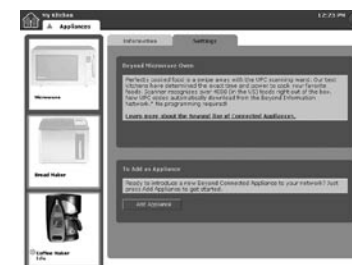 My Kitchen
12:23 PM
Appliances
Information
Settings
Beyond Microwave Oven
Perfectly cooked food is a swipe away with the UPC scanning wand. Our test
kitchens have determined the exact time and power to cook your favorite
foods. Scanner recognizes over 4000 (in the US) foods right out of the box.
New UPC codes automatically download from the Beyond Information
Network.* No programming required!
Learn more about the Beyond line of Connected Appliances.
Microwave
Bread Maker
To Add an Appliance
Ready to introduce a new Beyond Connected Appliance to your network? Just
press Add Appliance to get started.
Add Appliance
Coffee Maker